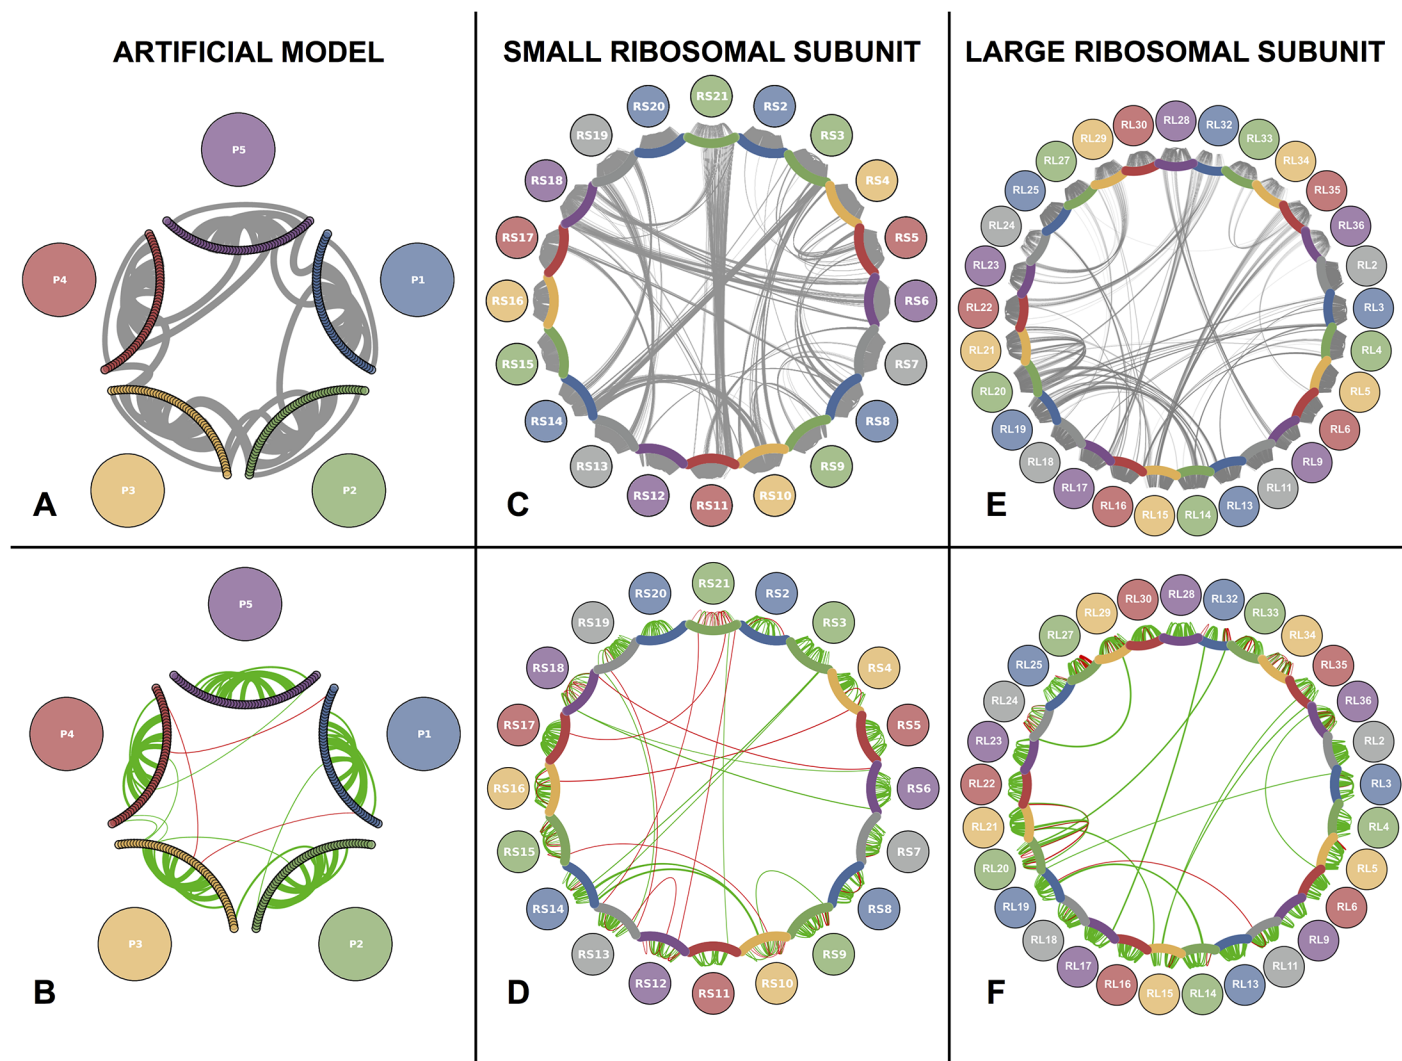 ARTIFICIAL MODEL
P5
P4
P1
P3
P2
A
SMALL RIBOSOMAL SUBUNIT
RS21
RS20
RS2
RS19
RS3
RS18
RS4
RS17
RS5
RS16
RS6
RS15
RS7
RS14
RS8
RS13
RS9
RS12
RS10
RS11
C
LARGE RIBOSOMAL SUBUNIT
RL28
RL30
RL32
RL29
RL33
RL27
RL34
RL25
RL35
RL24
RL36
RL23
RL2
RL22
RL3
RL21
RL4
RL20
RL5
RL19
RL6
RL18
RL9
RL17
RL11
RL16
RL13
RL15
RL14
E
P5
P4
P1
P3
P2
B
RS21
RS20
RS2
RS19
RS3
RS18
RS4
RS17
RS5
RS16
RS6
RS15
RS7
RS14
RS8
RS13
RS9
RS12
RS10
RS11
D
RL28
RL30
RL32
RL29
RL33
RL27
RL34
RL25
RL35
RL24
RL36
RL23
RL2
RL22
RL3
RL21
RL4
RL20
RL5
RL19
RL6
RL18
RL9
RL17
RL11
RL16
RL13
RL15
RL14
F